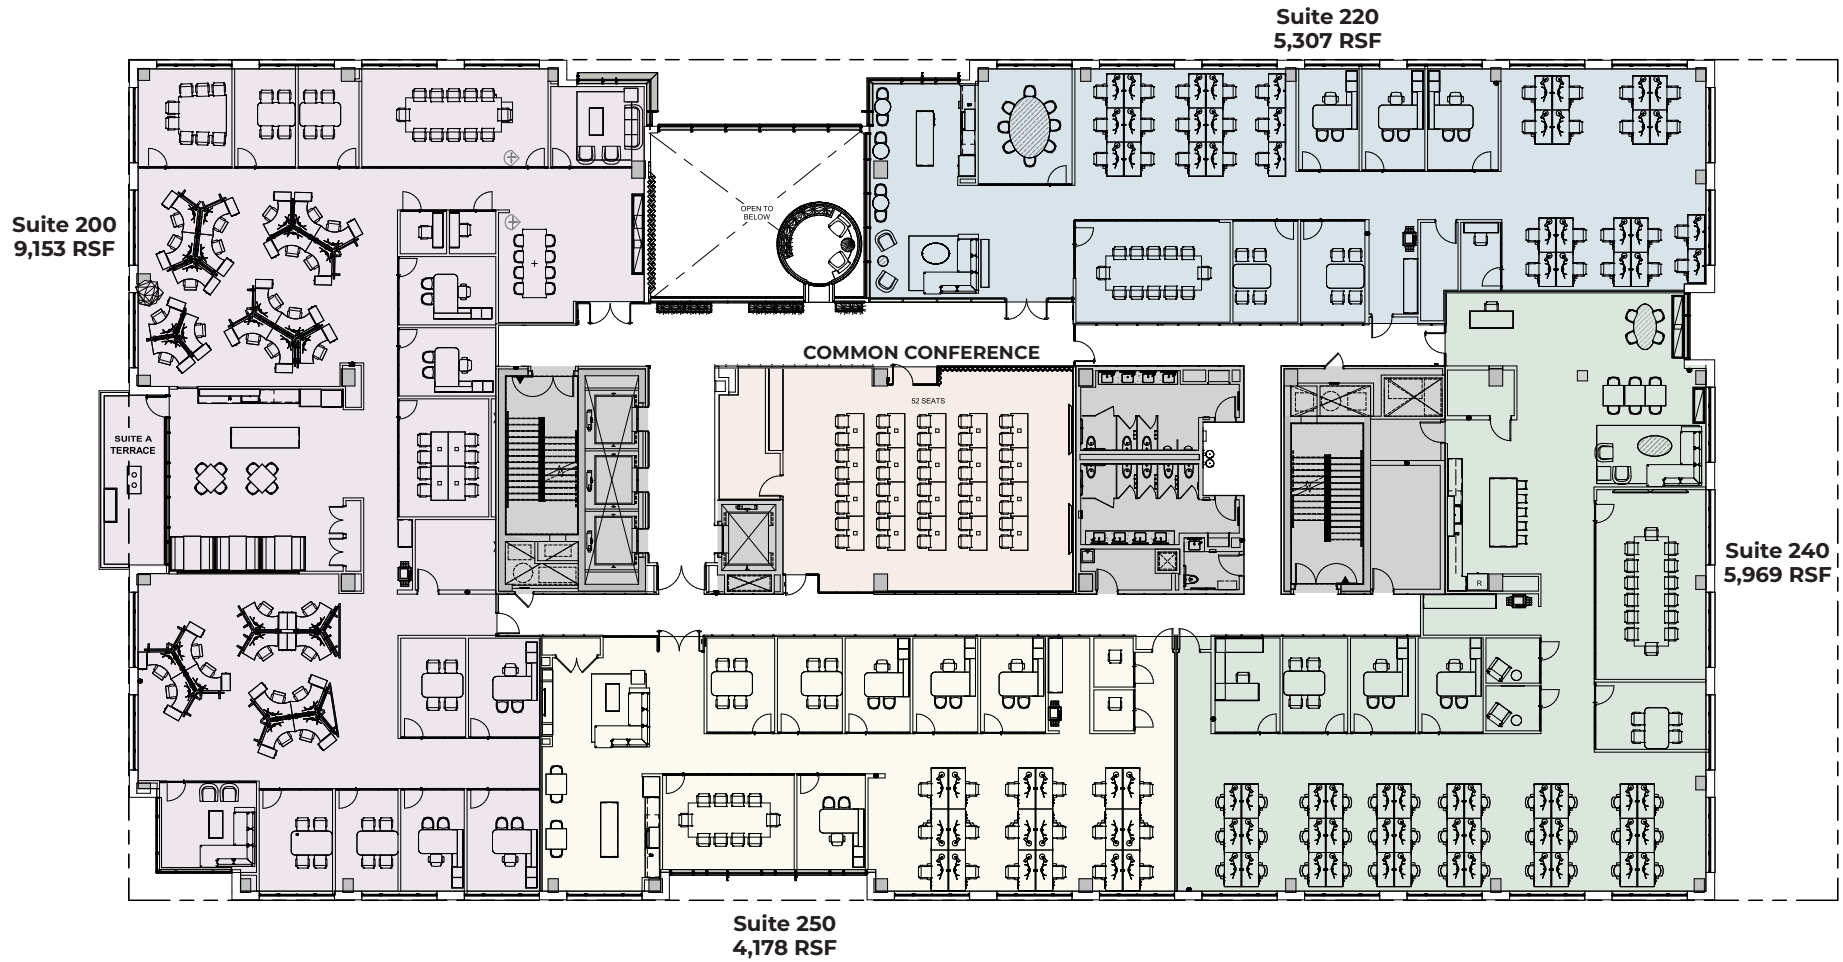 Suite 220
5,307 RSF
Suite 200
9,153 RSF
OPEN TO
BELOW
COMMON CONFERENCE
52 SEATS
SUITE A
TERRACE
Suite 240
5,969 RSF
R
Suite 250
4,178 RSF